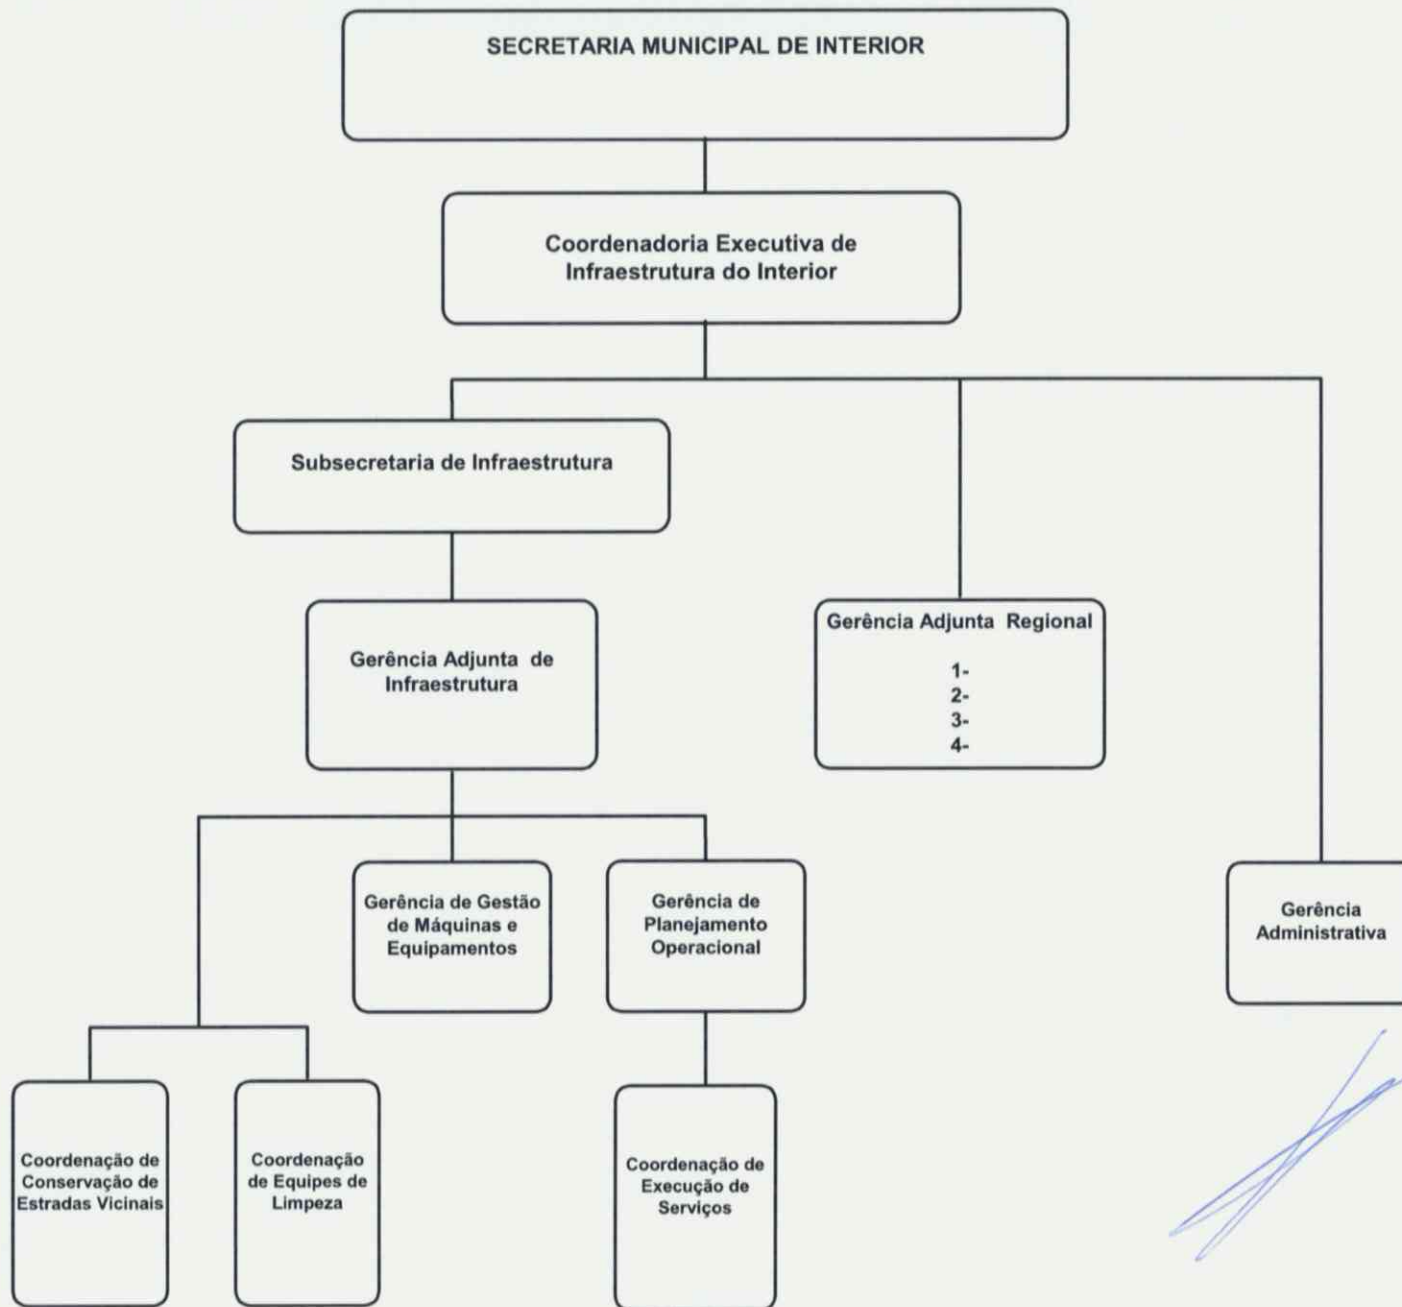 SECRETARIA MUNICIPAL DE INTERIOR
Coordenadoria Executiva de
Infraestrutura do Interior
Subsecretaria de Infraestrutura
Gerência Adjunta de
Infraestrutura
Gerência Adjunta Regional
1-
2-
3-
4-
Gerência de Gestão
de Máquinas e
Equipamentos
Gerência de
Planejamento
Operacional
Gerência
Administrativa
Coordenação de
Conservação de
Estradas Vicinais
Coordenação
de Equipes de
Limpeza
Coordenação de
Execução de
Serviços